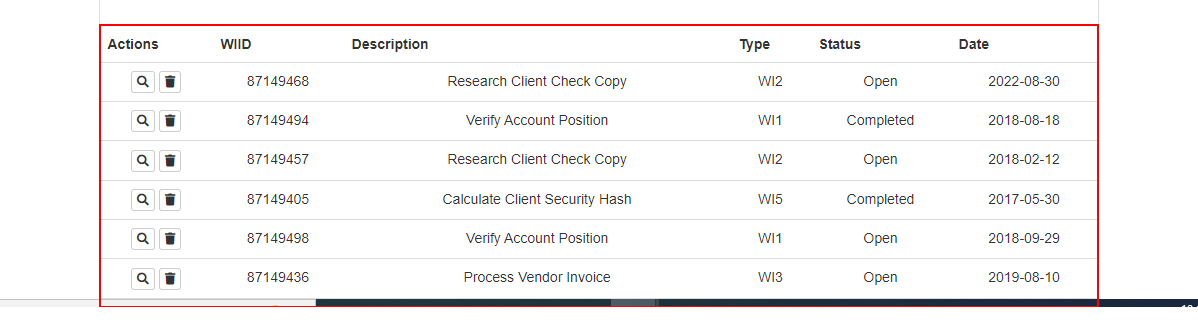 Actions WIID Description Type Status Date
87149468 Research Client Check Copy WI2 Open 2022-08-30
87149494 Verify Account Position WI1 Completed 2018-08-18
87149457 Research Client Check Copy WI2 Open 2018-02-12
87149405 Calculate Client Security Hash WI5 Completed 2017-05-30
87149498 Verify Account Position WI1 Open 2018-09-29
87149436 Process Vendor Invoice WI3 Open 2019-08-10